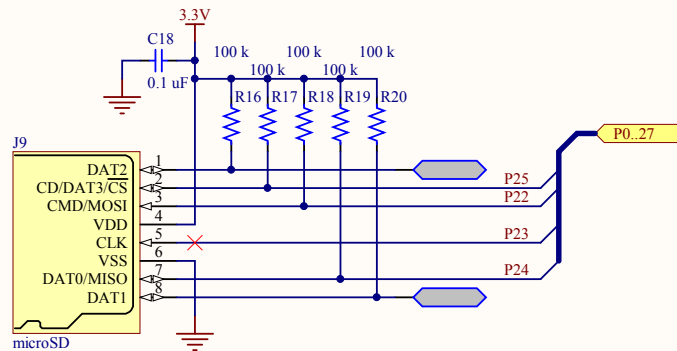 3.3V
C18
0.1 uF
100 k
100 k
100 k
100 k
100 k
R16
R17
R18
R19
R20
J9
DAT2
1
CD/DAT3/CS
2
CMD/MOSI
3
VDD
4
CLK
5
VSS
6
DAT0/MISO
7
DAT1
8
microSD
P0..27
P25
P22
P23
P24